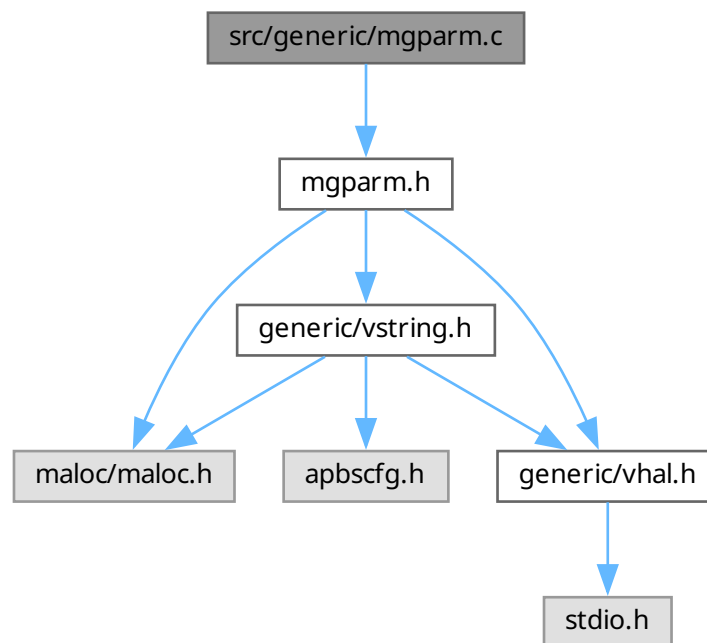 src/generic/mgparm.c
mgparm.h
generic/vstring.h
maloc/maloc.h
apbscfg.h
generic/vhal.h
stdio.h